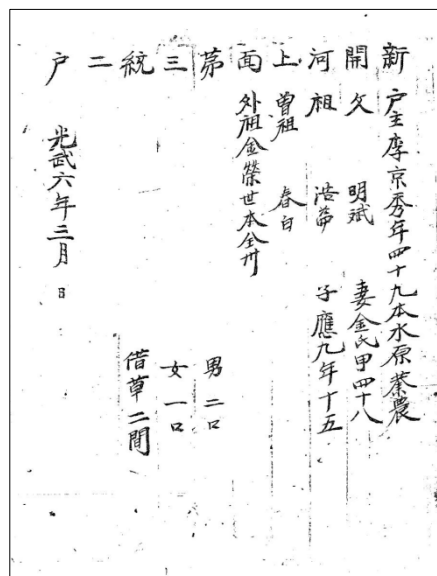 新開河上面第三統二户
户主李京秀年四十九本水原業農
父 明斌 妻金氏甲四十八
祖 浩 子應九年十五
曾祖 春白
外祖金榮世本全州
男二口
女一口
借草二間
光武六年三月 日